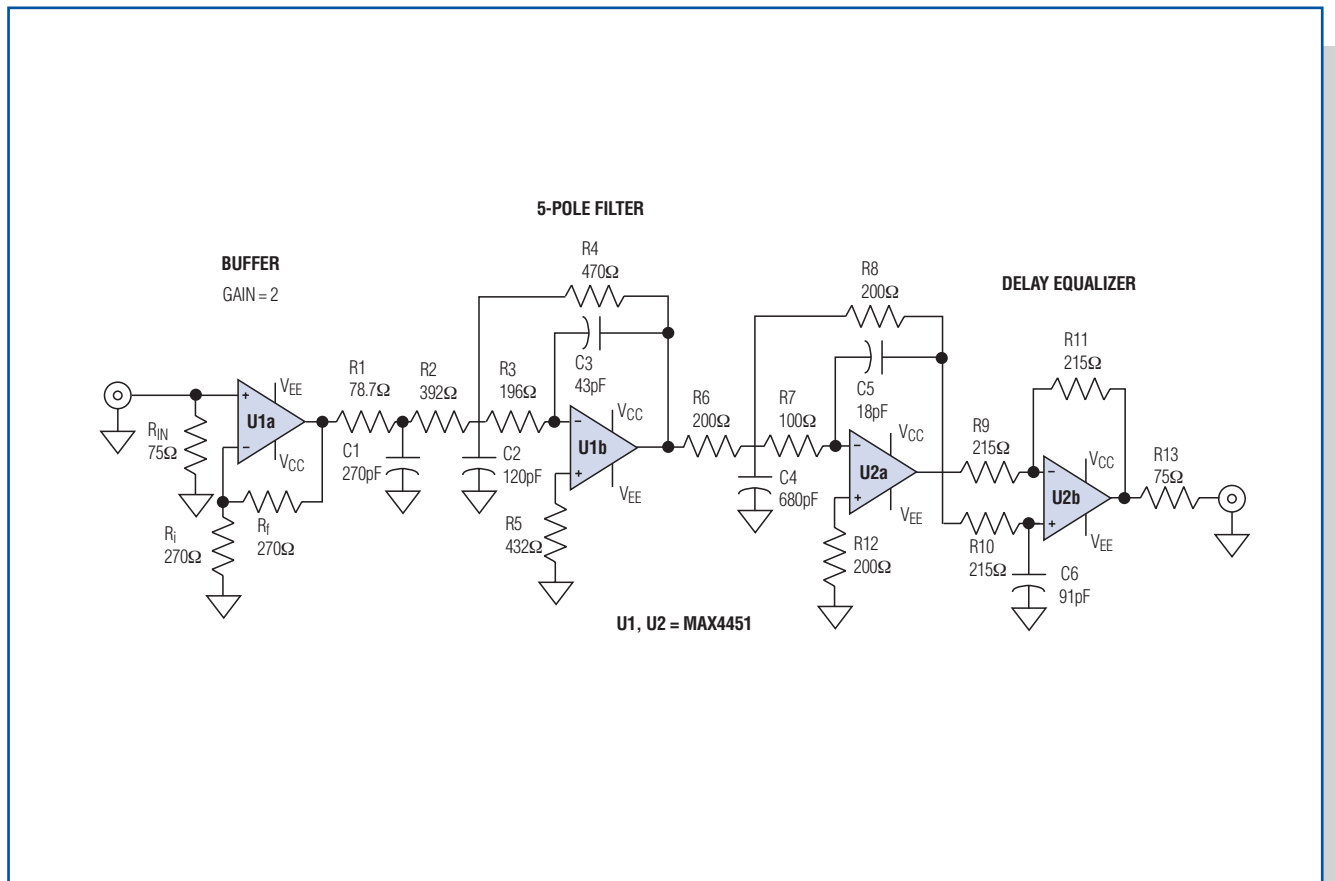 5-POLE FILTER
BUFFER
GAIN = 2
DELAY EQUALIZER
R4
470Ω
R8
200Ω
R11
215Ω
R1
78.7Ω
R2
392Ω
R3
196Ω
C3
43pF
R6
200Ω
R7
100Ω
C5
18pF
R9
215Ω
R13
75Ω
VEE
+
U1a
−
VCC
RIN
75Ω
C1
270pF
C2
120pF
VCC
−
U1b
+
VEE
C4
680pF
VCC
−
U2a
+
VEE
VCC
−
U2b
+
VEE
Ri
270Ω
Rf
270Ω
R5
432Ω
R12
200Ω
R10
215Ω
C6
91pF
U1, U2 = MAX4451